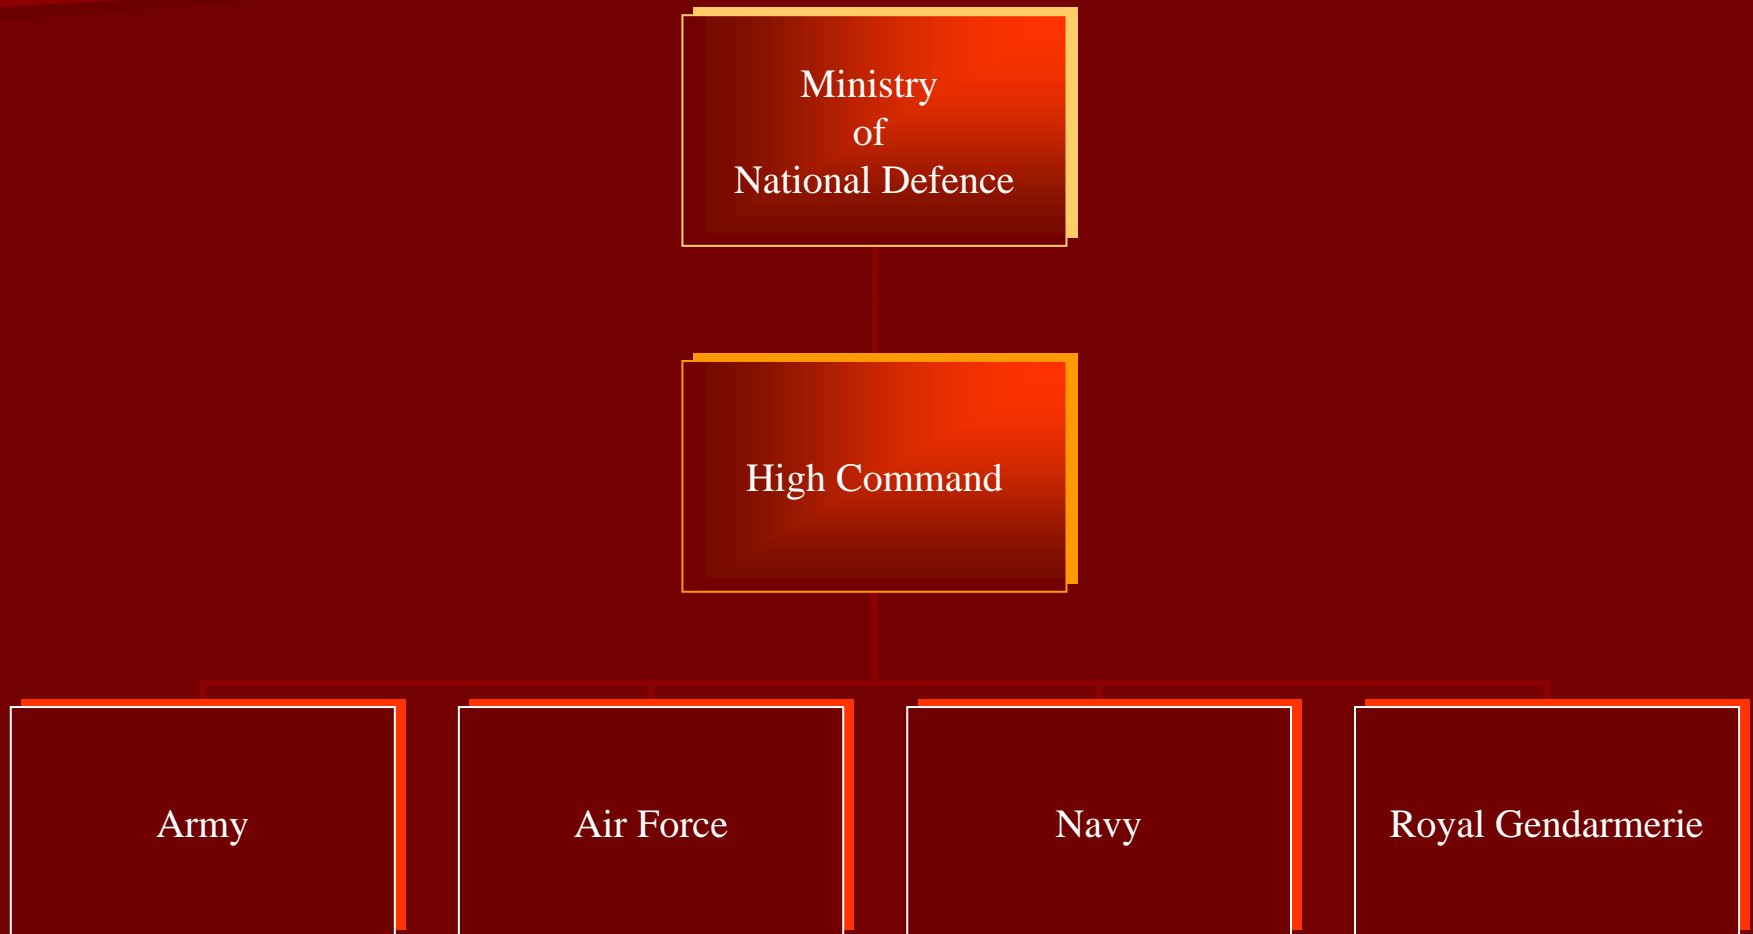 Ministry
of
National Defence
High Command
Army
Air Force
Navy
Royal Gendarmerie